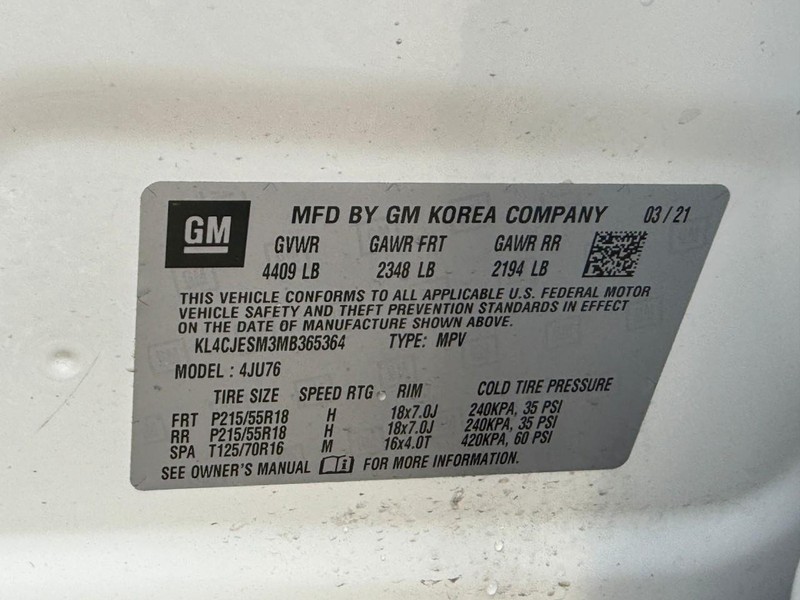 GM MFD BY GM KOREA COMPANY 03/21
GVWR GAWR FRT GAWR RR
4409 LB 2348 LB 2194 LB
THIS VEHICLE CONFORMS TO ALL APPLICABLE U.S. FEDERAL MOTOR
VEHICLE SAFETY AND THEFT PREVENTION STANDARDS IN EFFECT
ON THE DATE OF MANUFACTURE SHOWN ABOVE.
KL4CJESM3MB365364 TYPE: MPV
MODEL: 4JU76
TIRE SIZE SPEED RTG RIM COLD TIRE PRESSURE
FRT P215/55R18 H 18x7.0J 240KPA, 35 PSI
RR P215/55R18 H 18x7.0J 240KPA, 35 PSI
SPA T125/70R16 M 16x4.0T 420KPA, 60 PSI
SEE OWNER'S MANUAL FOR MORE INFORMATION.